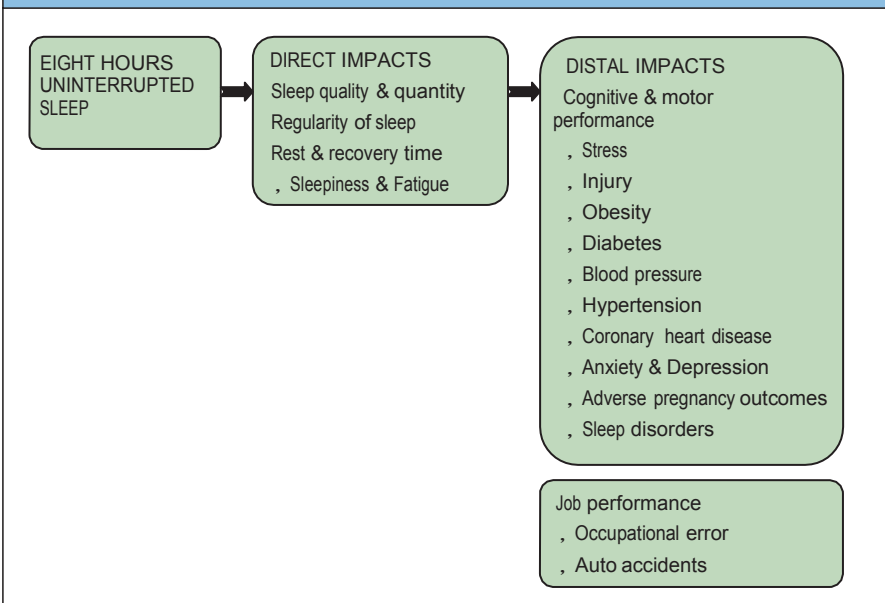 EIGHT HOURS
UNINTERRUPTED
SLEEP
DIRECT IMPACTS
Sleep quality & quantity
Regularity of sleep
Rest & recovery time
, Sleepiness & Fatigue
DISTAL IMPACTS
Cognitive & motor
performance
, Stress
, Injury
, Obesity
, Diabetes
, Blood pressure
, Hypertension
, Coronary heart disease
, Anxiety & Depression
, Adverse pregnancy outcomes
, Sleep disorders
Job performance
, Occupational error
, Auto accidents